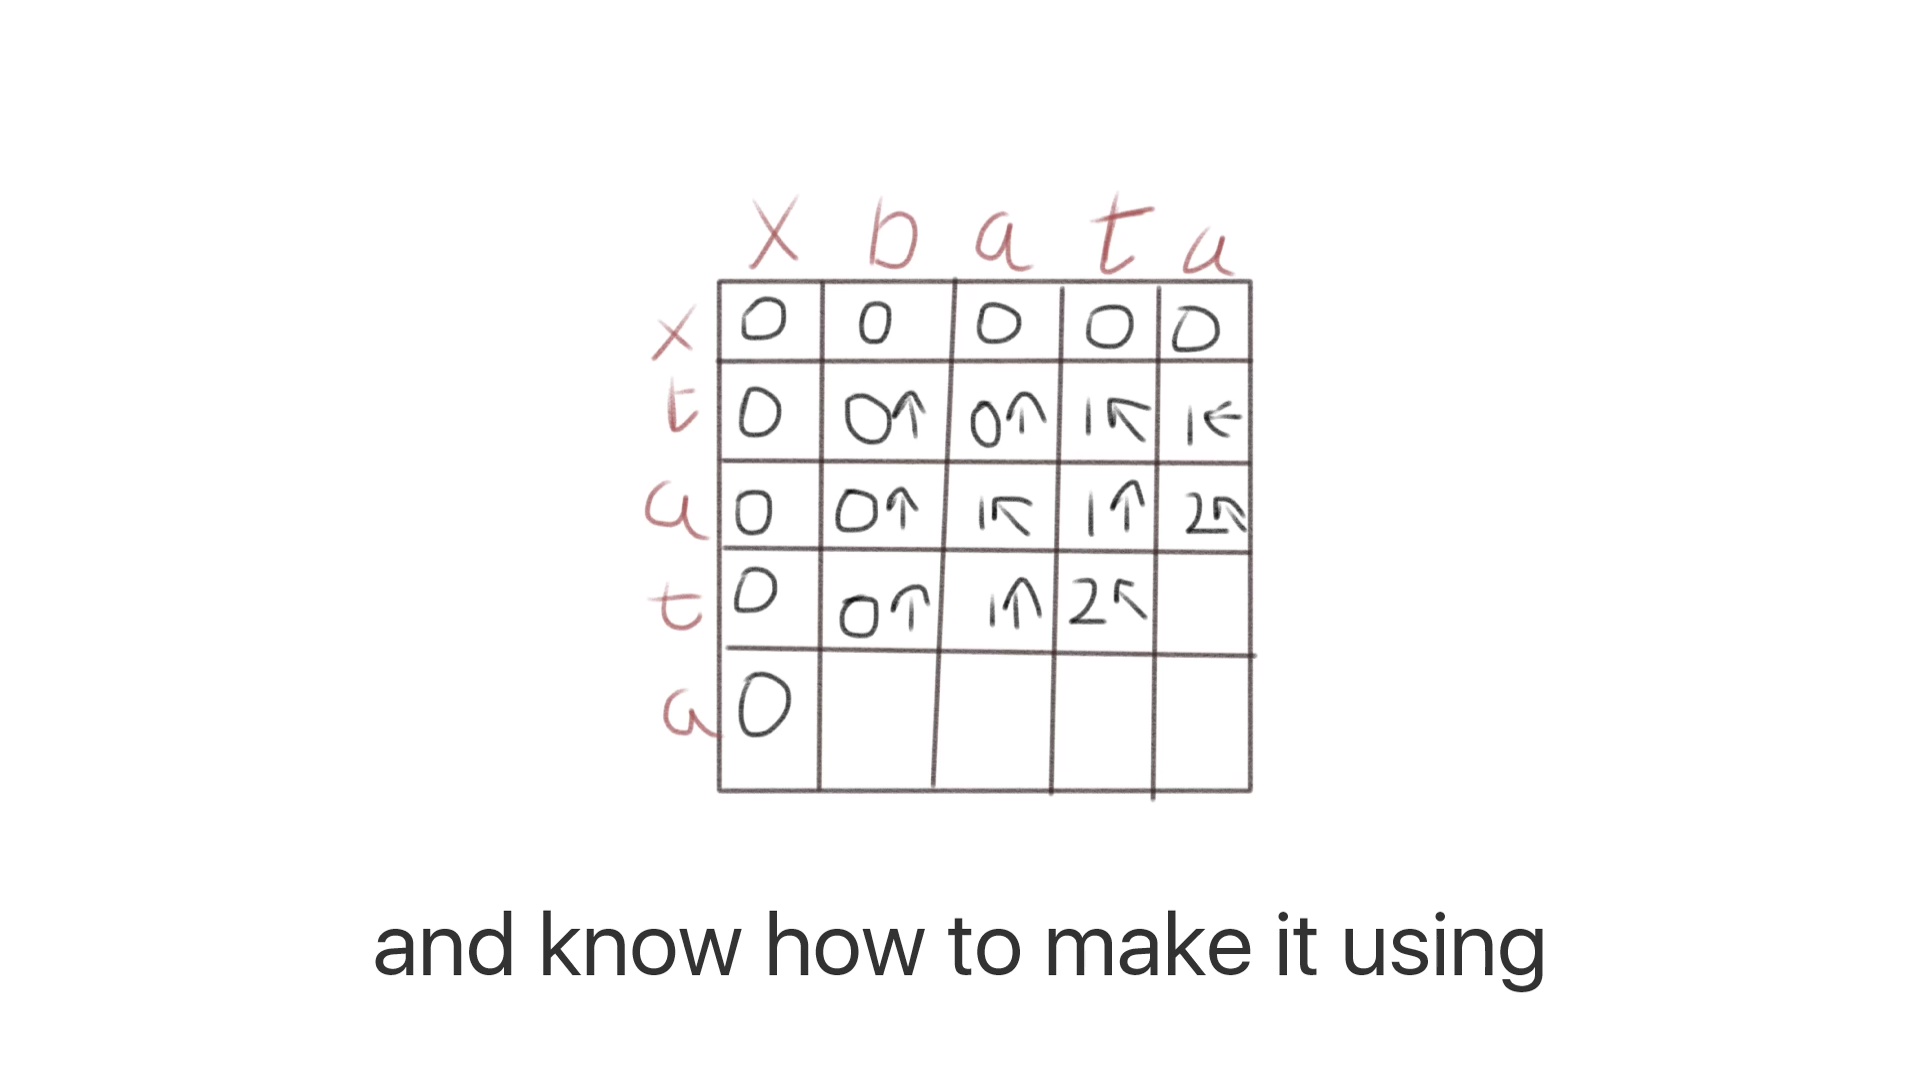 x b a t a
x 0 0 0 0 0
t 0 0↑ 0↑ 1↖ 1←
a 0 0↑ 1↖ 1↑ 2↖
t 0 0↑ 1↑ 2↖
a 0
and know how to make it using